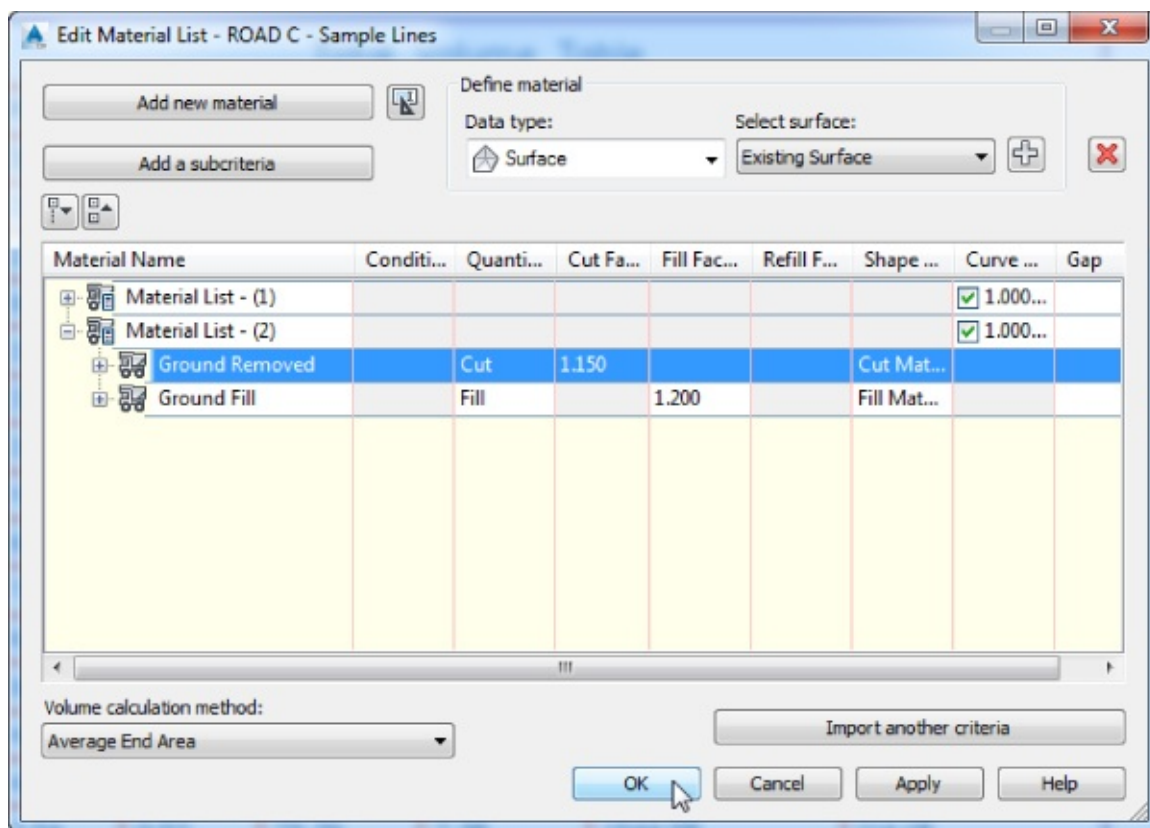 Edit Material List - ROAD C - Sample Lines
Add new material
Define material
Data type:
Select surface:
Surface
Existing Surface
Add a subcriteria
Material Name Conditi... Quanti... Cut Fa... Fill Fac... Refill F... Shape ... Curve ... Gap
Material List - (1) 1.000...
Material List - (2) 1.000...
Ground Removed Cut 1.150 Cut Mat...
Ground Fill Fill 1.200 Fill Mat...
Volume calculation method:
Average End Area
Import another criteria
OK Cancel Apply Help